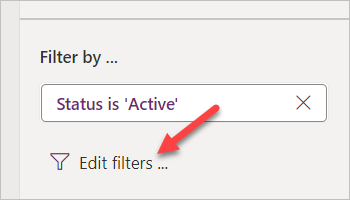 Filter by ...
Status is 'Active'
Edit filters ...